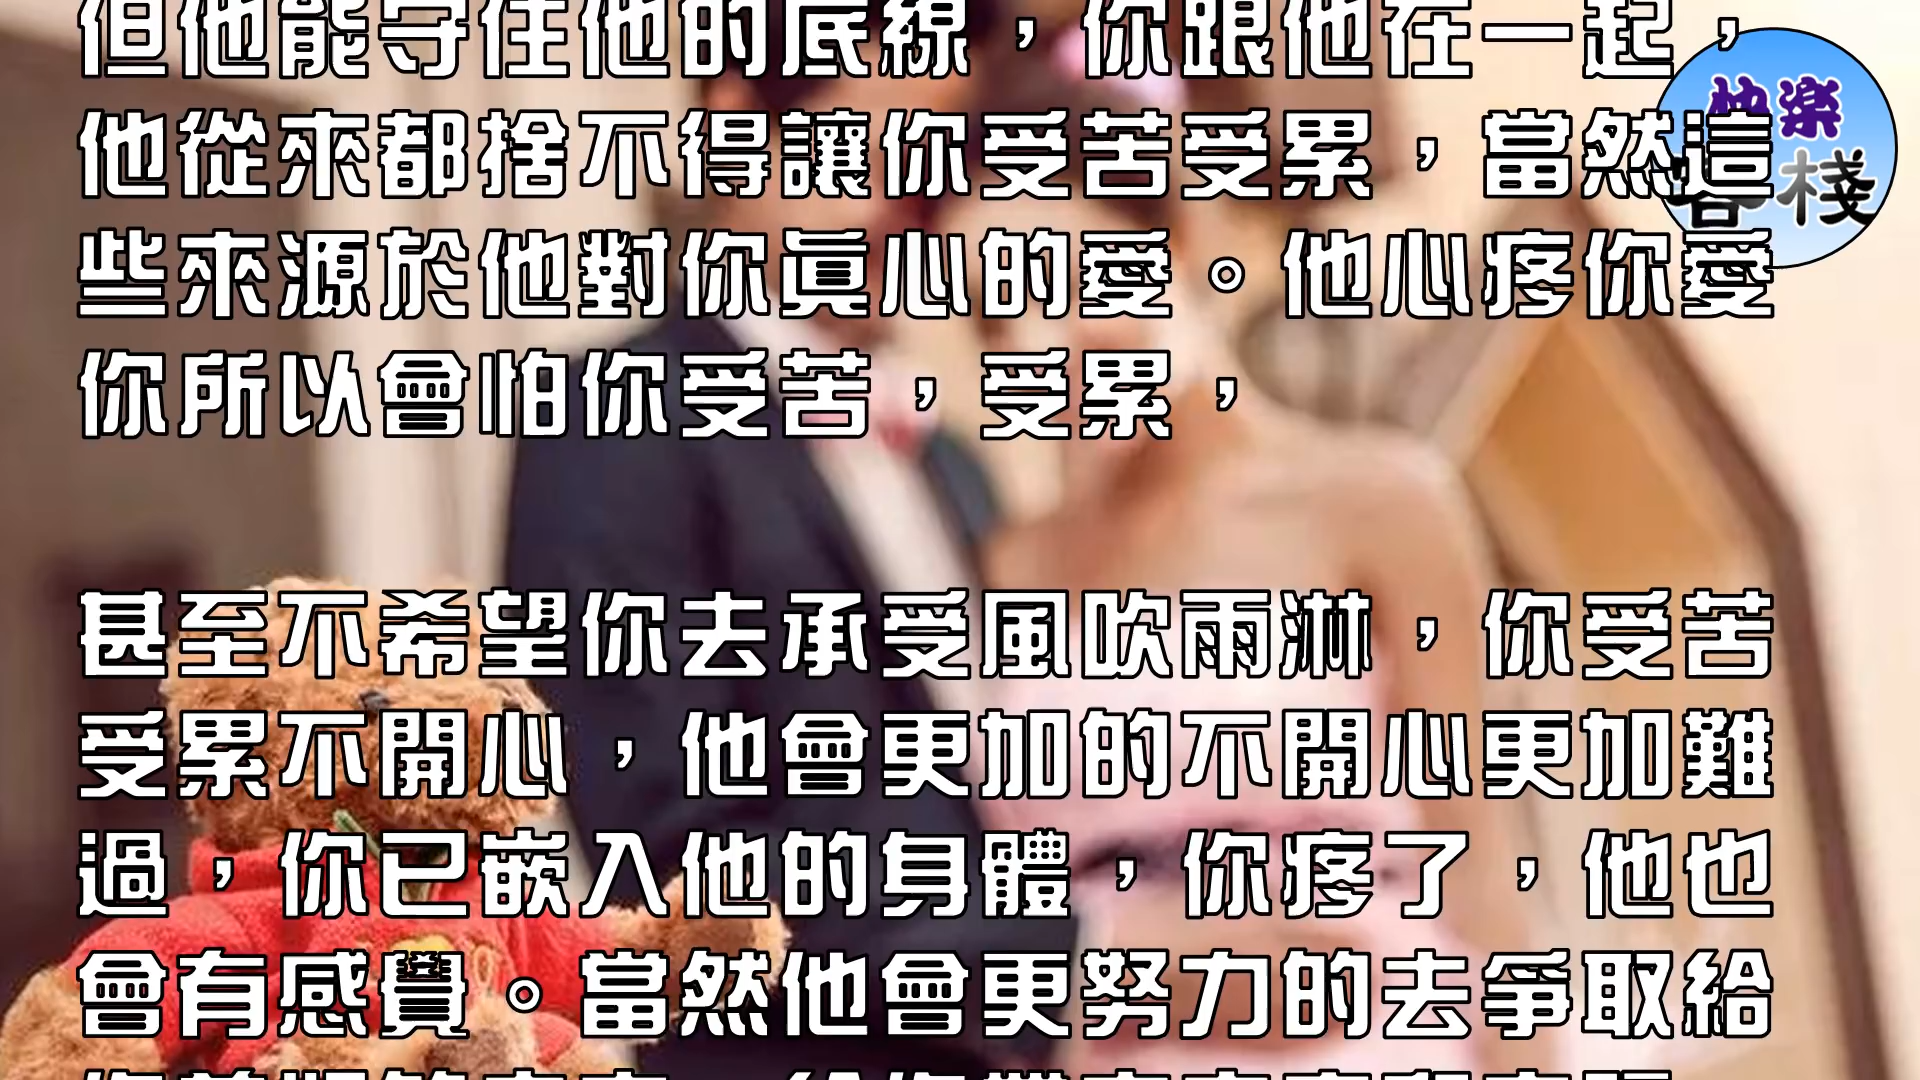 但他能守住他的底線，你跟他在一起，
他從來都捨不得讓你受苦受累，當然這
些來源於他對你真心的愛。他心疼你愛
你所以會怕你受苦，受累，
甚至不希望你去承受風吹雨淋，你受苦
受累不開心，他會更加的不開心更加難
過，你已嵌入他的身體，你疼了，他也
會有感覺。當然他會更努力的去爭取給
快楽
客栈